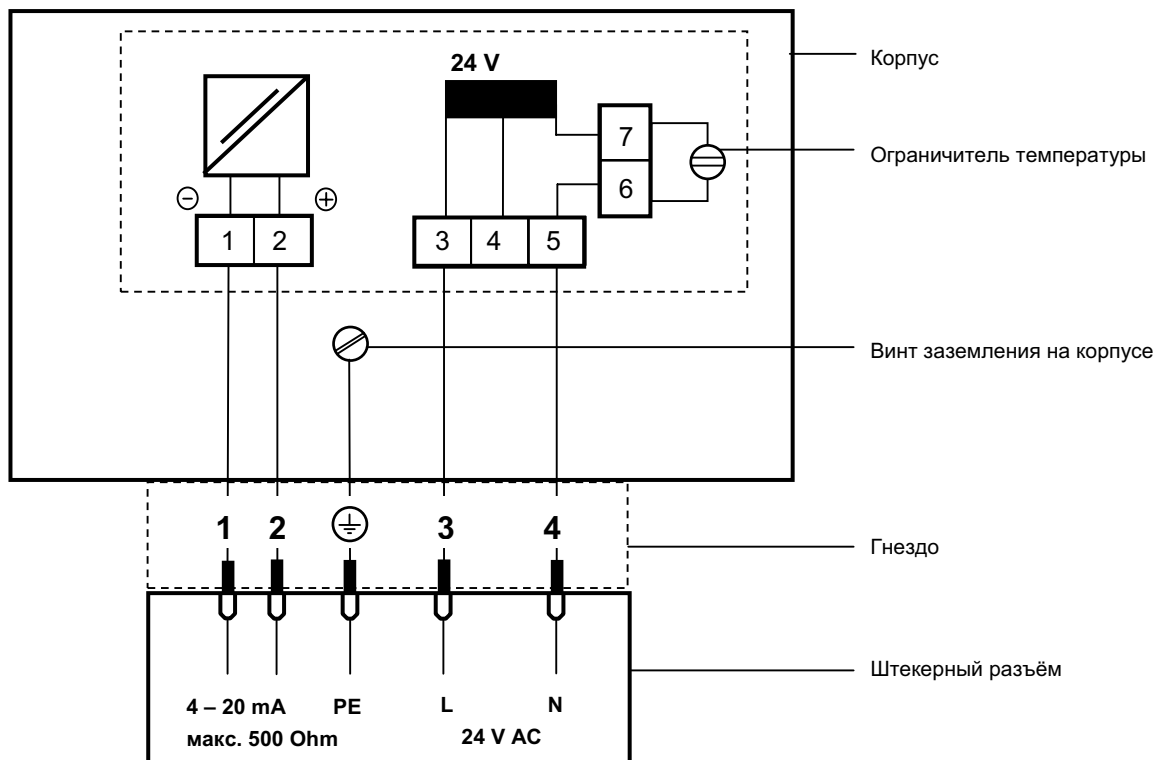 24 V
Корпус
7
Ограничитель температуры
6
1 2
3 4 5
Винт заземления на корпусе
1 2 3 4
Гнездо
Штекерный разъём
4 – 20 mA PE L N
макс. 500 Ohm 24 V AC